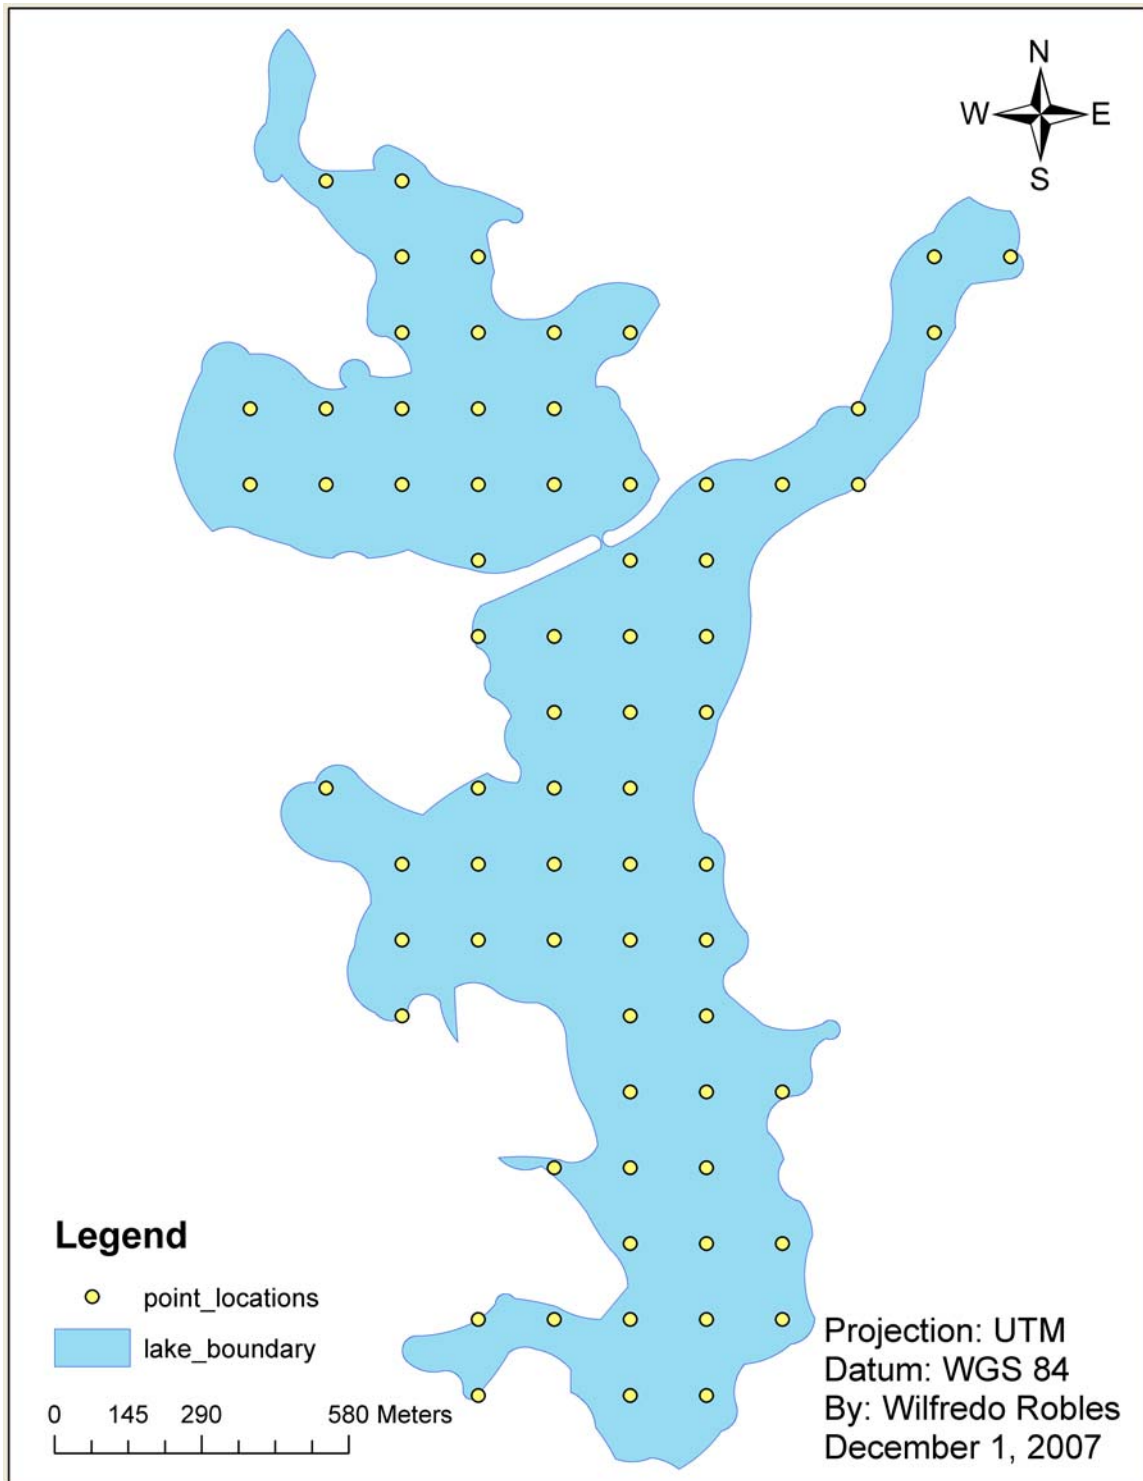 N
W E
S
Legend
point_locations
lake_boundary
0 145 290 580 Meters
Projection: UTM
Datum: WGS 84
By: Wilfredo Robles
December 1, 2007